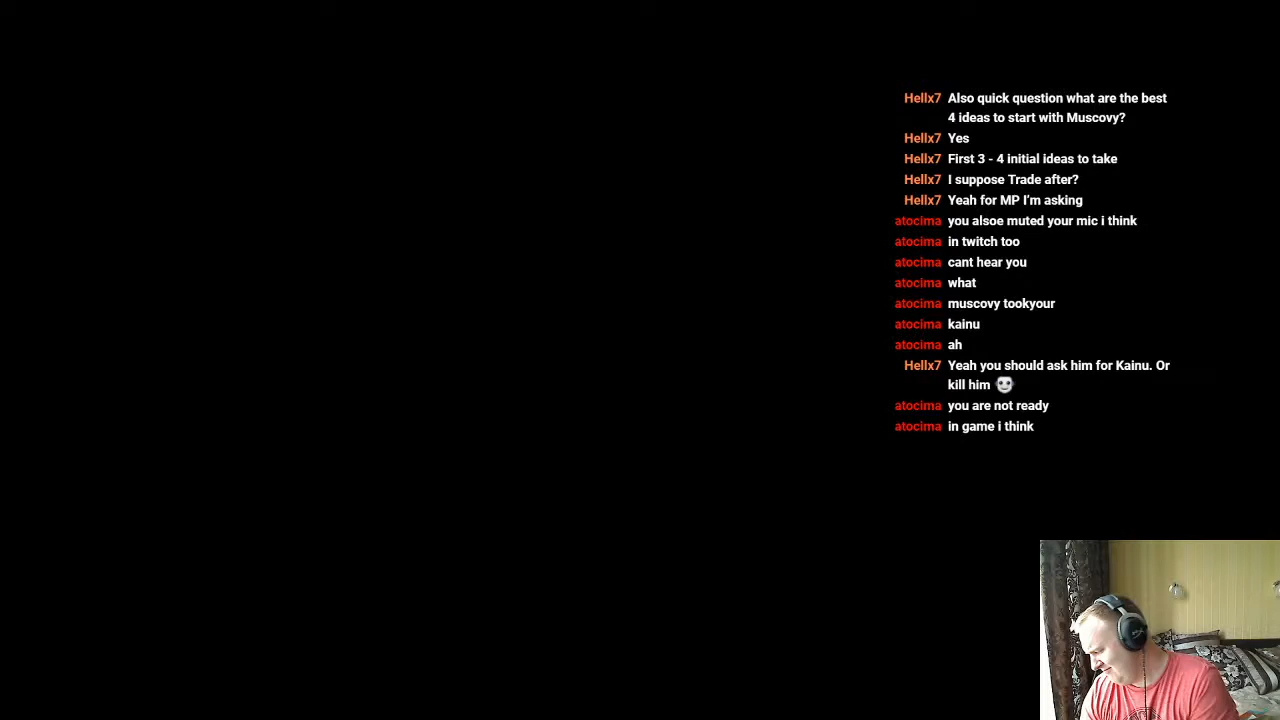 Hellx7 Also quick question what are the best
4 ideas to start with Muscovy?
Hellx7 Yes
Hellx7 First 3 - 4 initial ideas to take
Hellx7 I suppose Trade after?
Hellx7 Yeah for MP I'm asking
atocima you alsoe muted your mic i think
atocima in twitch too
atocima cant hear you
atocima what
atocima muscovy tookyour
atocima kainu
atocima ah
Hellx7 Yeah you should ask him for Kainu. Or
kill him
atocima you are not ready
atocima in game i think